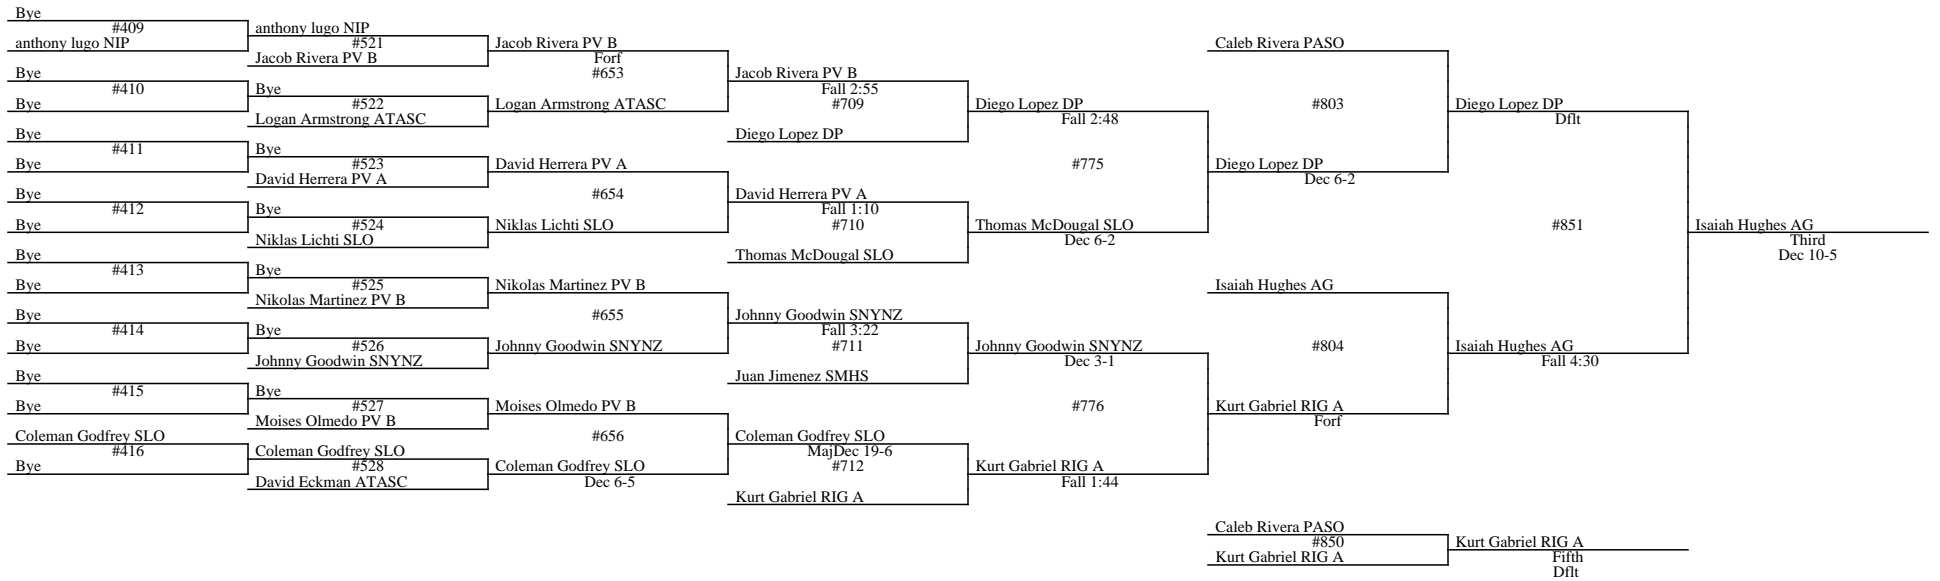 Bye
#409
anthony lugo NIP
Bye
#410
Bye
Bye
#411
Bye
Bye
#412
Bye
Bye
#413
Bye
Bye
#414
Bye
Bye
#415
Bye
Coleman Godfrey SLO
#416
Bye
anthony lugo NIP
#521
Jacob Rivera PV B
Bye
#522
Logan Armstrong ATASC
Bye
#523
David Herrera PV A
Bye
#524
Niklas Lichti SLO
Bye
#525
Nikolas Martinez PV B
Bye
#526
Johnny Goodwin SNYNZ
Bye
#527
Moises Olmedo PV B
Coleman Godfrey SLO
#528
David Eckman ATASC
Jacob Rivera PV B
Forf
#653
Logan Armstrong ATASC
David Herrera PV A
#654
Niklas Lichti SLO
Nikolas Martinez PV B
#655
Johnny Goodwin SNYNZ
Moises Olmedo PV B
#656
Coleman Godfrey SLO
Dec 6-5
Jacob Rivera PV B
Fall 2:55
#709
Diego Lopez DP
David Herrera PV A
Fall 1:10
#710
Thomas McDougal SLO
Johnny Goodwin SNYNZ
Fall 3:22
#711
Juan Jimenez SMHS
Coleman Godfrey SLO
MajDec 19-6
#712
Kurt Gabriel RIG A
Diego Lopez DP
Fall 2:48
#775
Thomas McDougal SLO
Dec 6-2
Johnny Goodwin SNYNZ
Dec 3-1
#776
Kurt Gabriel RIG A
Fall 1:44
Caleb Rivera PASO
#803
Diego Lopez DP
Dec 6-2
Isaiah Hughes AG
#804
Kurt Gabriel RIG A
Forf
Diego Lopez DP
Dflt
#851
Isaiah Hughes AG
Fall 4:30
Isaiah Hughes AG
Third
Dec 10-5
Caleb Rivera PASO
#850
Kurt Gabriel RIG A
Kurt Gabriel RIG A
Fifth
Dflt